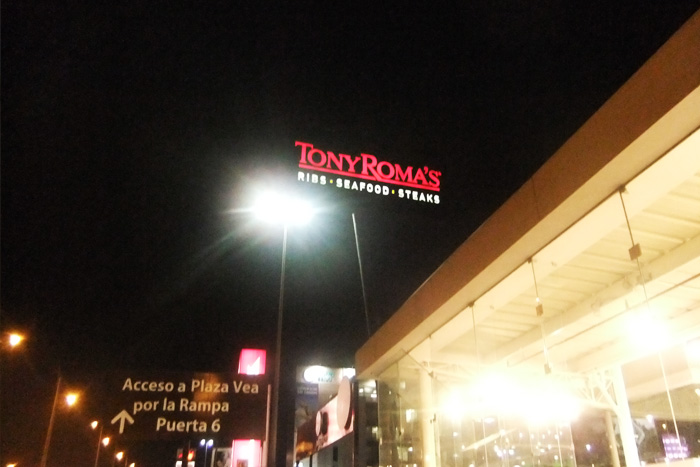 TONY ROMA'S
RIBS · SEAFOOD · STEAKS
Acceso a Plaza Vea
por la Rampa
Puerta 6